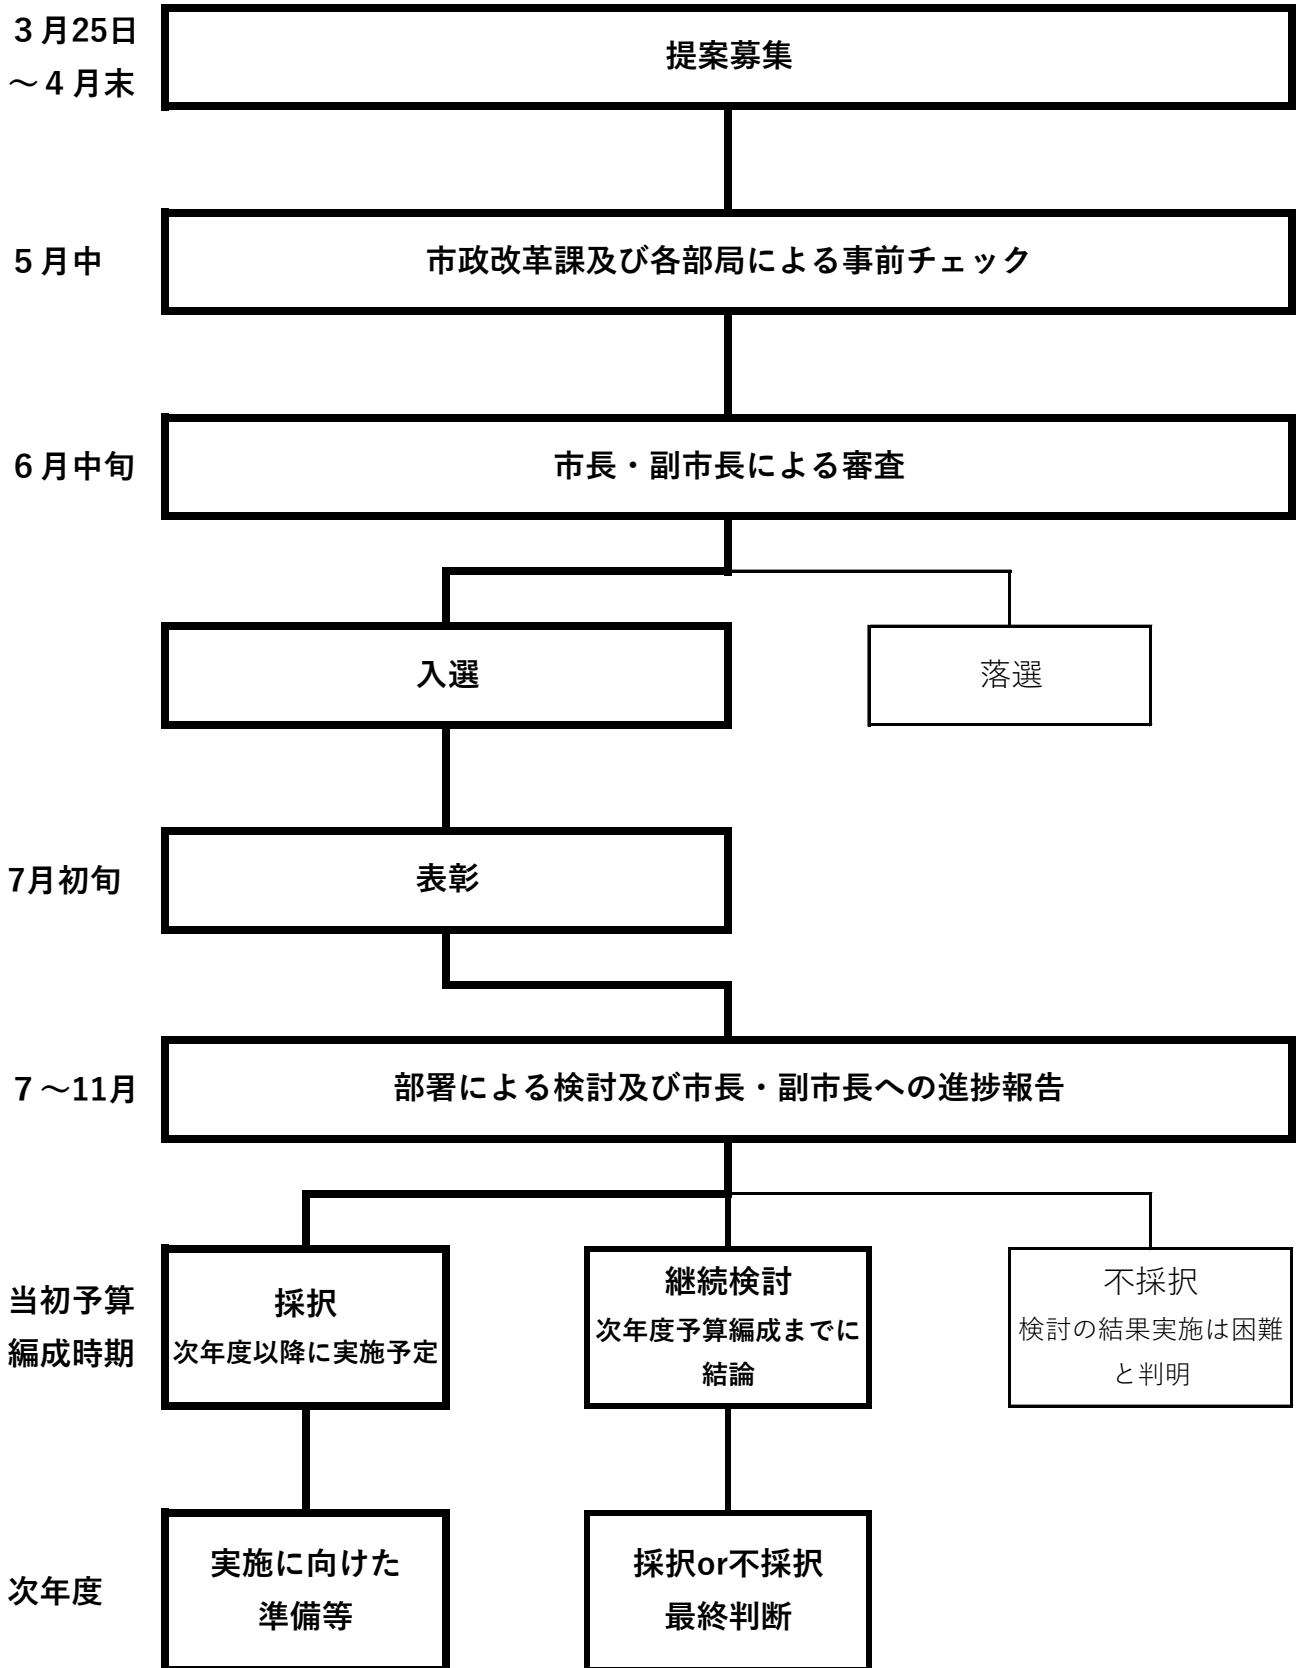 ３月25日
～４月末
提案募集
５月中
市政改革課及び各部局による事前チェック
６月中旬
市長・副市長による審査
入選
落選
7月初旬
表彰
７～11月
部署による検討及び市長・副市長への進捗報告
当初予算
編成時期
採択
次年度以降に実施予定
継続検討
次年度予算編成までに
結論
不採択
検討の結果実施は困難
と判明
次年度
実施に向けた
準備等
採択or不採択
最終判断